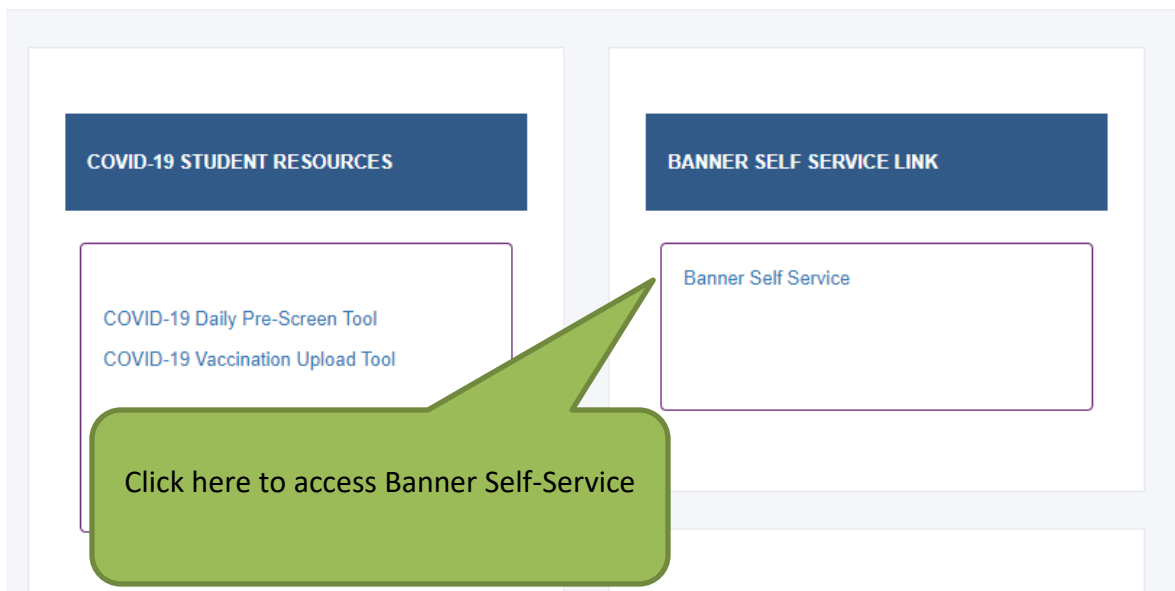 COVID-19 STUDENT RESOURCES
COVID-19 Daily Pre-Screen Tool
COVID-19 Vaccination Upload Tool
BANNER SELF SERVICE LINK
Banner Self Service
Click here to access Banner Self-Service